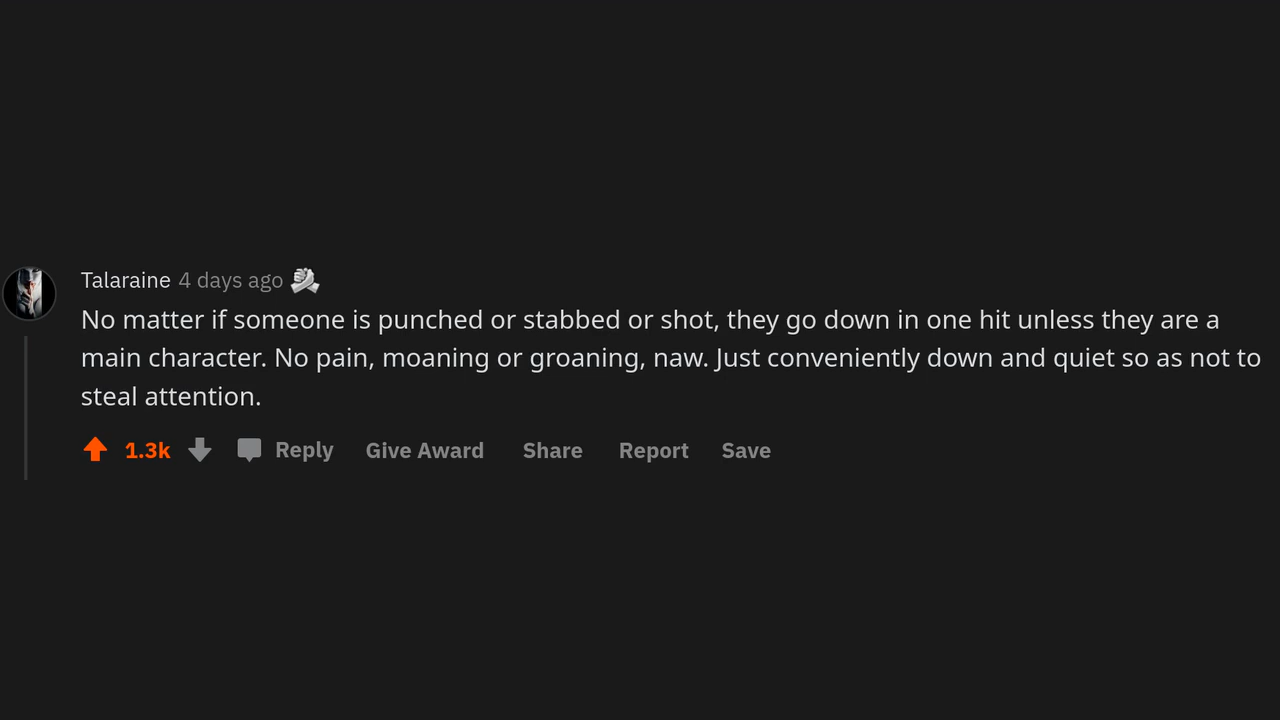 Talaraine 4 days ago
No matter if someone is punched or stabbed or shot, they go down in one hit unless they are a
main character. No pain, moaning or groaning, naw. Just conveniently down and quiet so as not to
steal attention.
1.3k Reply Give Award Share Report Save